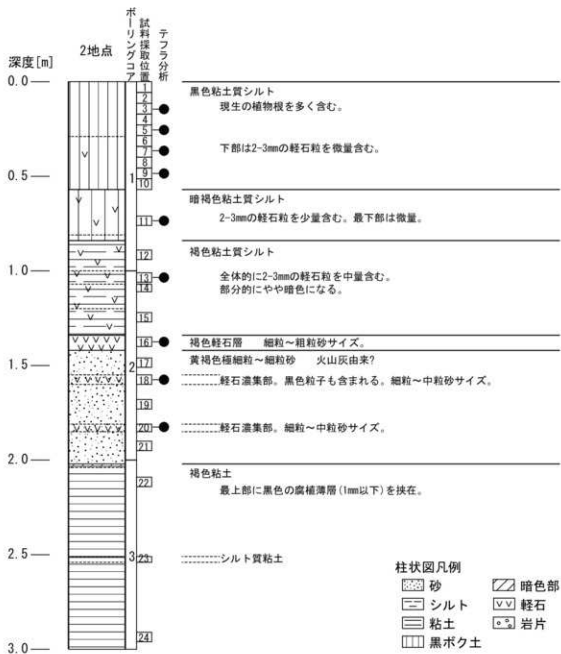 2地点
ボーリングコア
試料採取位置
テフラ分析
深度[m]
0.0
0.5
1.0
1.5
2.0
2.5
3.0
1
2
3
1
2
3
4
5
6
7
8
9
10
11
12
13
14
15
16
17
18
19
20
21
22
23
24
黒色粘土質シルト
現生の植物根を多く含む。
下部は2-3mmの軽石粒を微量含む。
暗褐色粘土質シルト
2-3mmの軽石粒を少量含む。最下部は微量。
褐色粘土質シルト
全体的に2-3mmの軽石粒を中量含む。
部分的にやや暗色になる。
褐色軽石層 細粒～粗粒砂サイズ。
黄褐色極細粒～細粒砂 火山灰由来?
軽石濃集部。黒色粒子も含まれる。細粒～中粒砂サイズ。
軽石濃集部。細粒～中粒砂サイズ。
褐色粘土
最上部に黒色の腐植薄層(1mm以下)を挟在。
シルト質粘土
柱状図凡例
砂
暗色部
シルト
軽石
粘土
岩片
黒ボク土